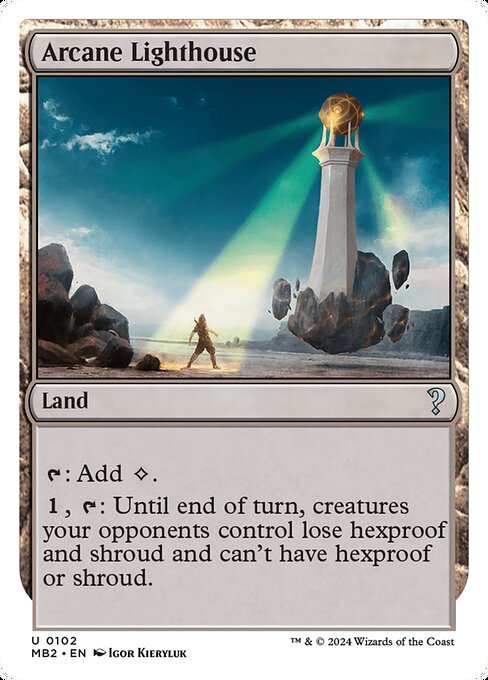 Arcane Lighthouse
Land
: Add .
1 , : Until end of turn, creatures
your opponents control lose hexproof
and shroud and can't have hexproof
or shroud.
U 0102
MB2 • EN Igor Kieryluk
™ & © 2024 Wizards of the Coast